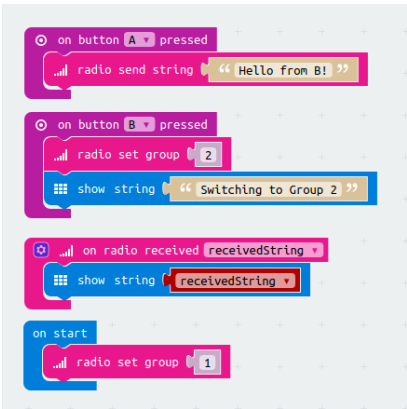 on button A pressed
radio send string “ Hello from B! ”
on button B pressed
radio set group 2
show string “ Switching to Group 2 ”
on radio received receivedString
show string receivedString
on start
radio set group 1